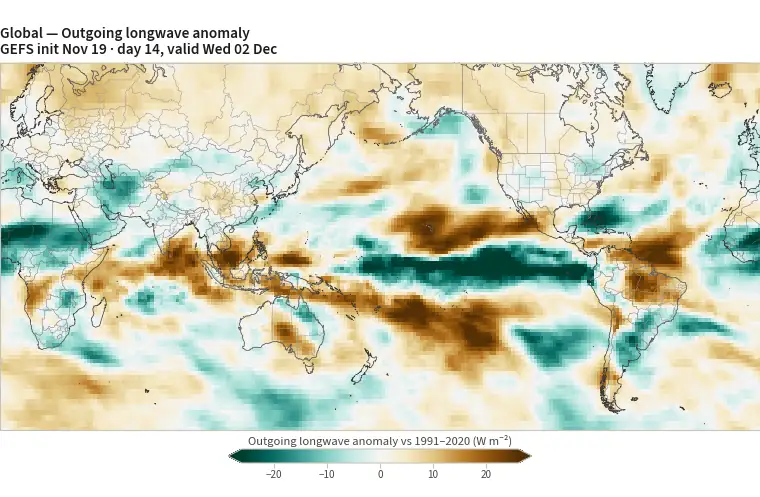 Global — Outgoing longwave anomaly
GEFS init Nov 19 · day 14, valid Wed 02 Dec
Outgoing longwave anomaly vs 1991–2020 (W m⁻²)
−20 −10 0 10 20